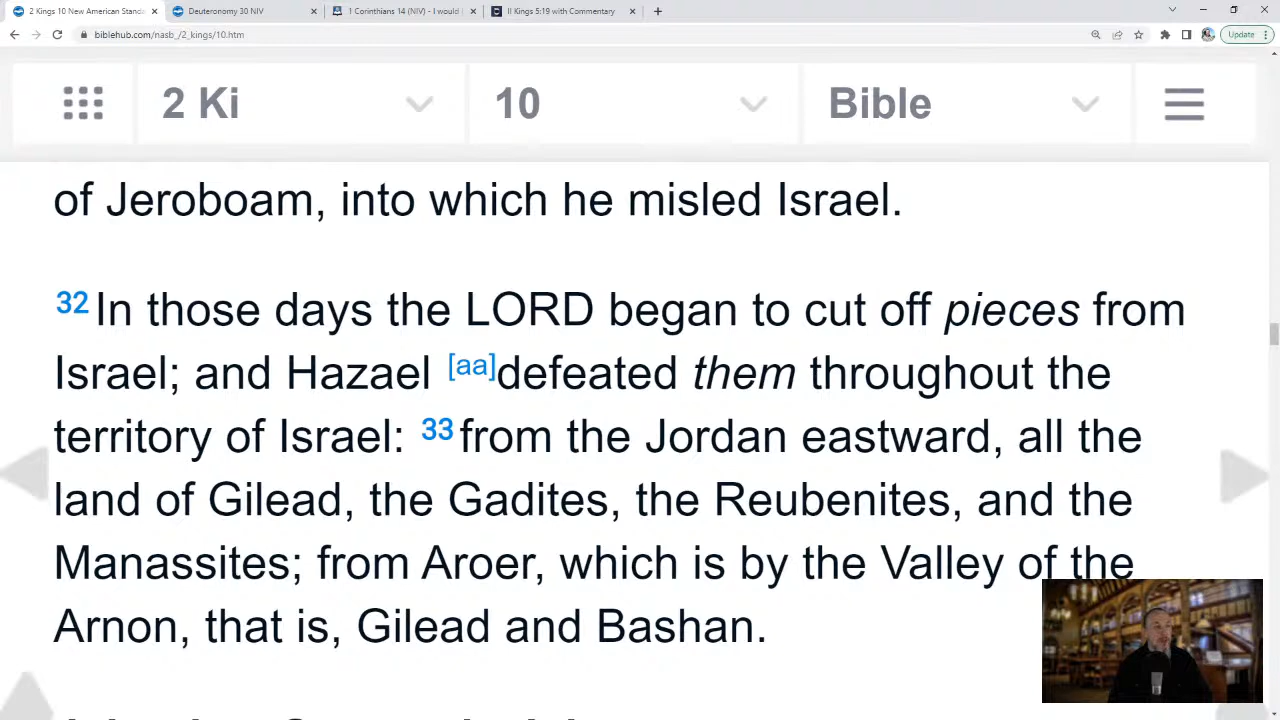 2 Kings 10 New American Standa
Deuteronomy 30 NIV
1 Corinthians 14 (NIV) - I would l
II Kings 5:19 with Commentary
biblehub.com/nasb_/2_kings/10.htm
Update
2 Ki
10
Bible
of Jeroboam, into which he misled Israel.
32 In those days the LORD began to cut off pieces from
Israel; and Hazael [aa]defeated them throughout the
territory of Israel: 33 from the Jordan eastward, all the
land of Gilead, the Gadites, the Reubenites, and the
Manassites; from Aroer, which is by the Valley of the
Arnon, that is, Gilead and Bashan.